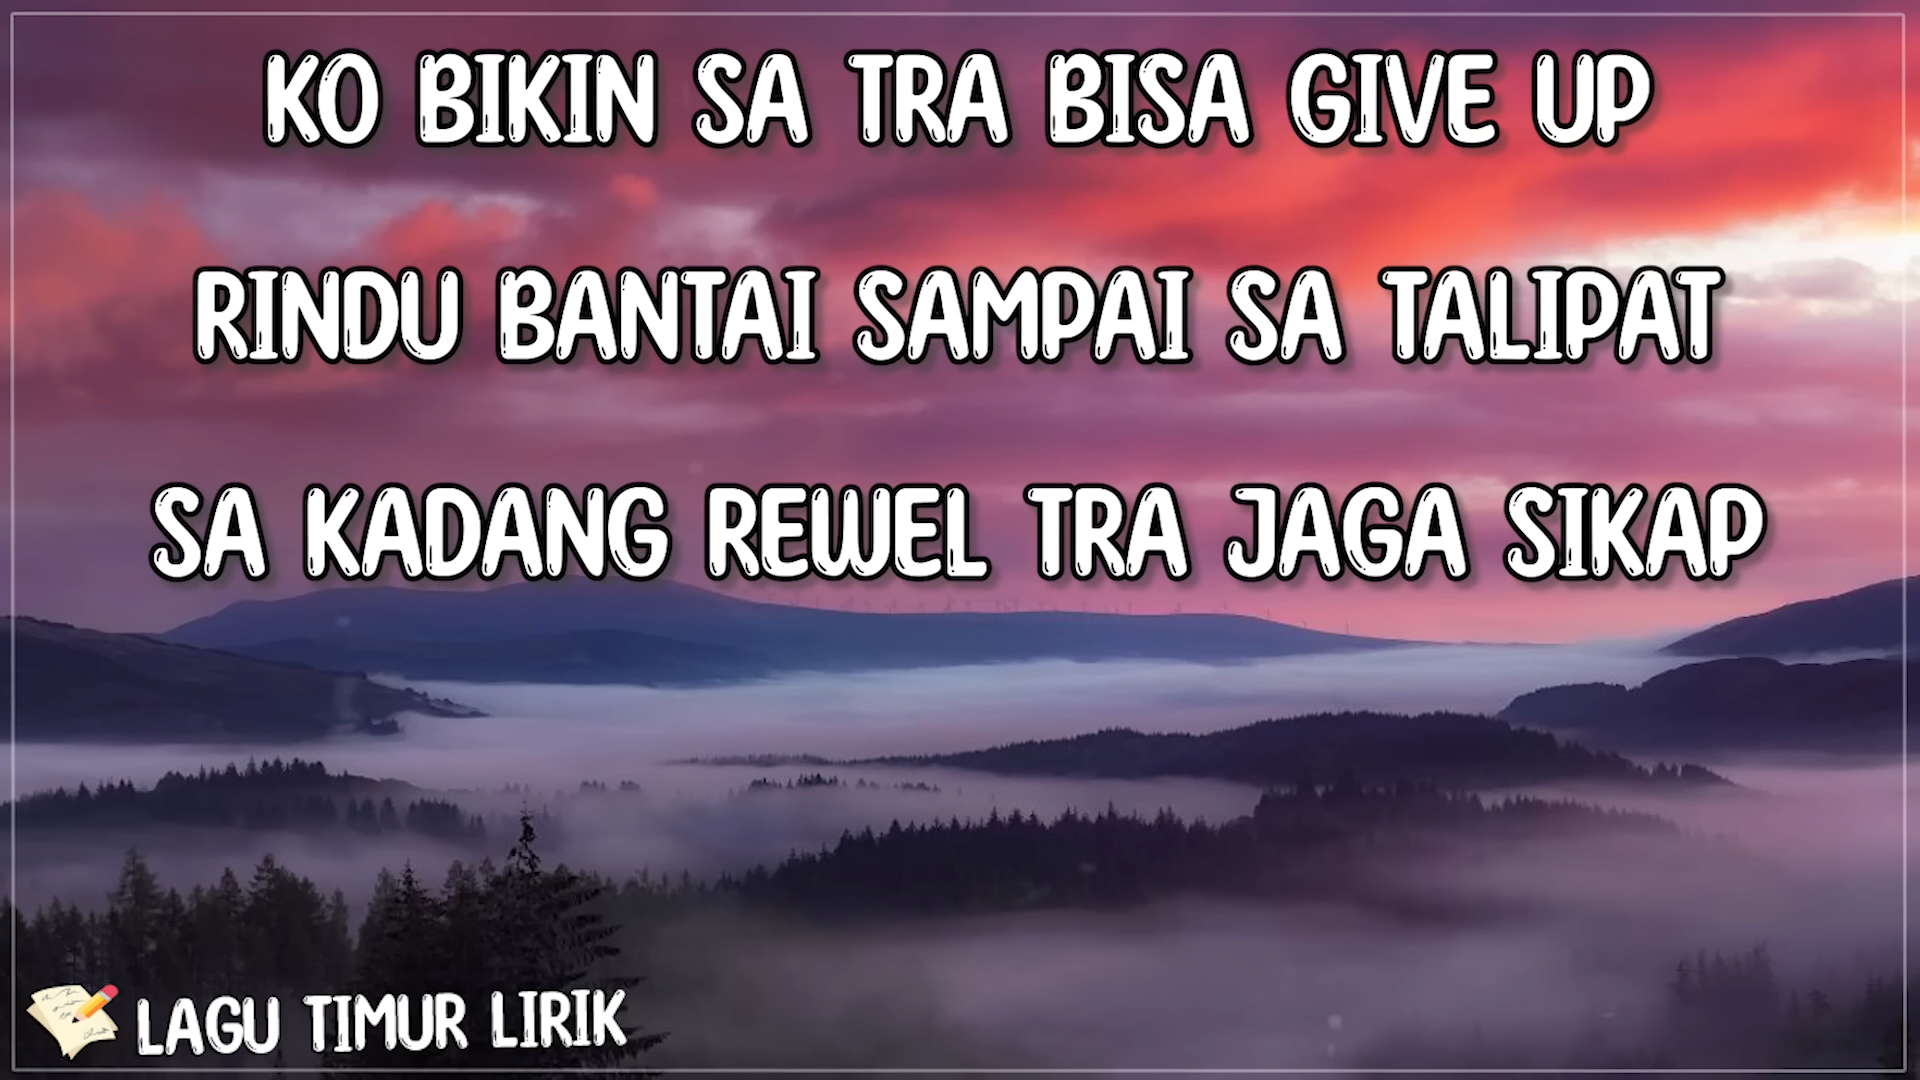 KO BIKIN SA TRA BISA GIVE UP
RINDU BANTAI SAMPAI SA TALIPAT
SA KADANG REWEL TRA JAGA SIKAP
LAGU TIMUR LIRIK